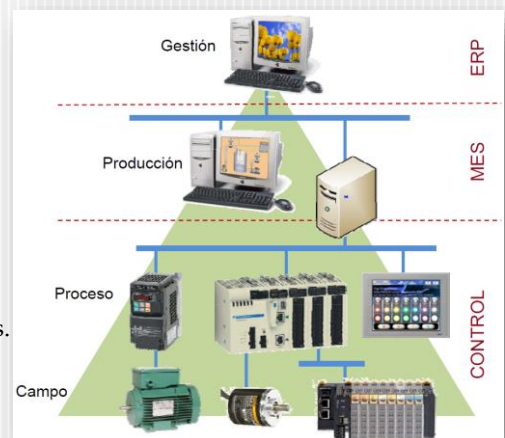 Gestión
ERP
Producción
MES
Proceso
s.
CONTROL
Campo